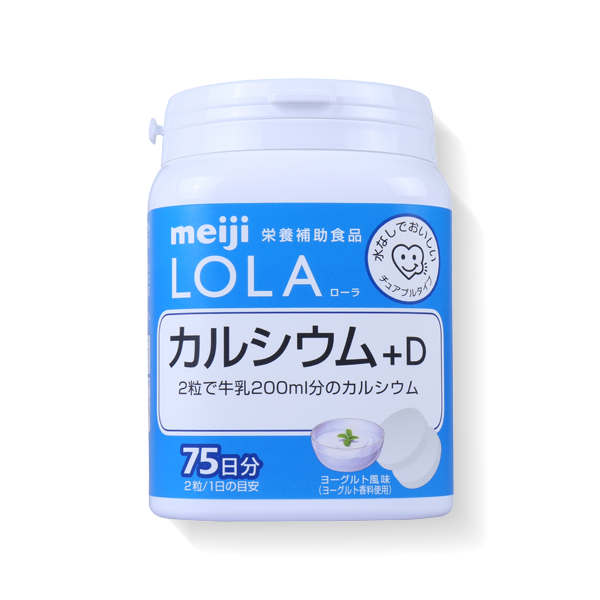 meiji 栄養補助食品
LOLA ローラ
水なしでおいしい
チュアブルタイプ
カルシウム+D
2粒で牛乳200ml分のカルシウム
75日分
2粒/1日の目安
ヨーグルト風味
(ヨーグルト香料使用)